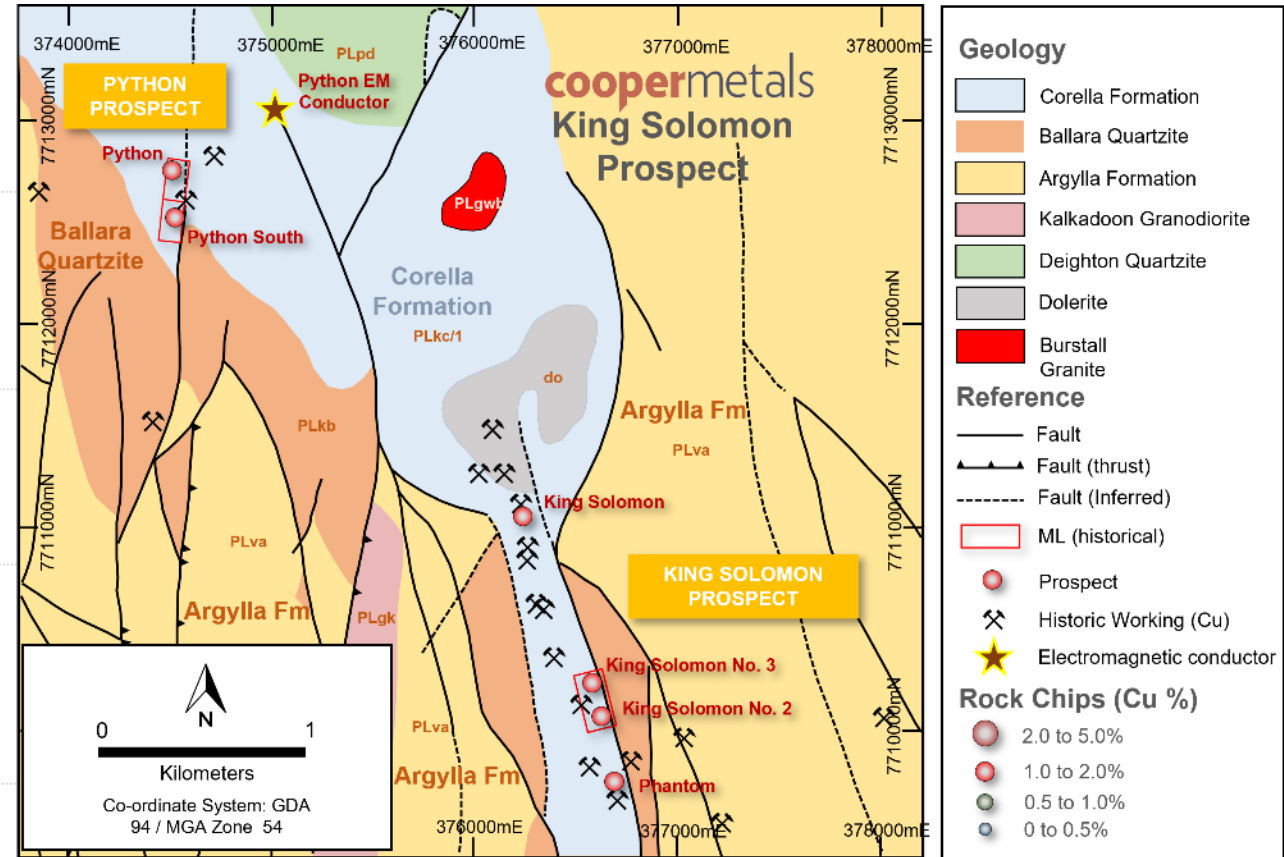 374000mE
375000mE
376000mE
377000mE
378000mE
PLpd
PYTHON
PROSPECT
Python EM
Conductor
coopermetals
King Solomon
Prospect
7713000mN
7713000mN
Python
PLgwb
Python South
Ballara
Quartzite
Corella
Formation
PLkc/1
7712000mN
7712000mN
do
Argylla Fm
PLva
PLkb
King Solomon
7711000mN
7711000mN
PLva
KING SOLOMON
PROSPECT
Argylla Fm
PLgk
King Solomon No. 3
King Solomon No. 2
7710000mN
PLva
Argylla Fm
Phantom
376000mE
377000mE
378000mE
0
1
N
Kilometers
Co-ordinate System: GDA
94 / MGA Zone 54
Geology
Corella Formation
Ballara Quartzite
Argylla Formation
Kalkadoon Granodiorite
Deighton Quartzite
Dolerite
Burstall
Granite
Reference
Fault
Fault (thrust)
Fault (Inferred)
ML (historical)
Prospect
Historic Working (Cu)
Electromagnetic conductor
Rock Chips (Cu %)
2.0 to 5.0%
1.0 to 2.0%
0.5 to 1.0%
0 to 0.5%